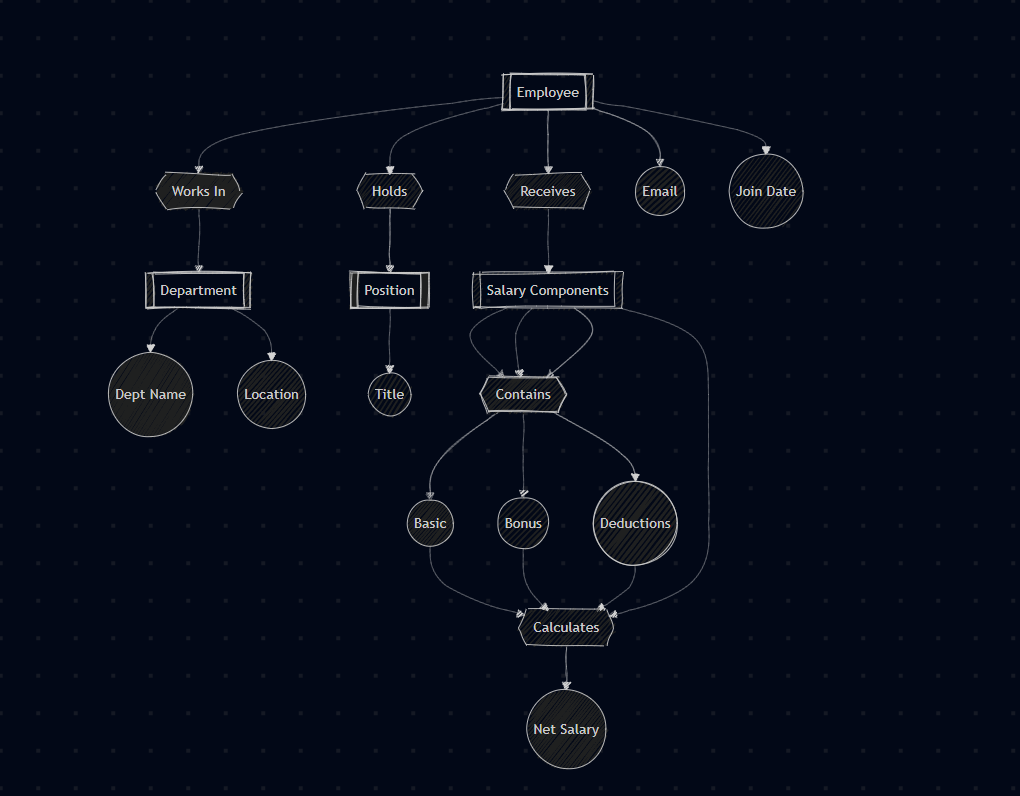 Employee
Works In
Holds
Receives
Email
Join Date
Department
Position
Salary Components
Dept Name
Location
Title
Contains
Basic
Bonus
Deductions
Calculates
Net Salary